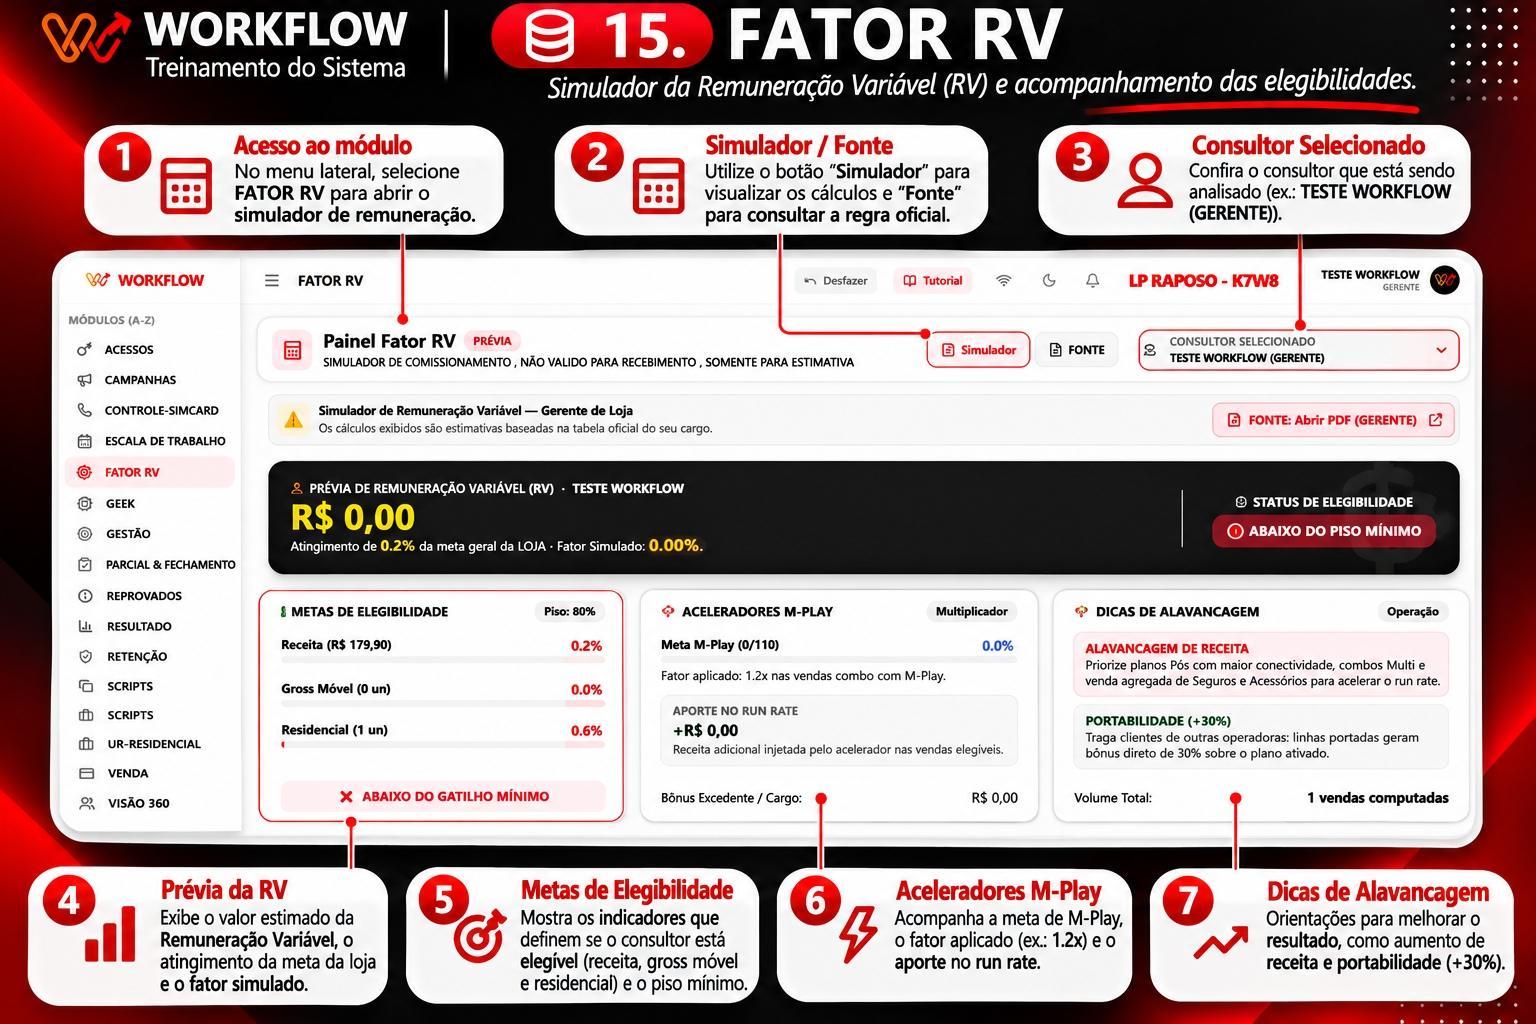 WORKFLOW
Treinamento do Sistema
15. FATOR RV
Simulador da Remuneração Variável (RV) e acompanhamento das elegibilidades.
1
Acesso ao módulo
No menu lateral, selecione
FATOR RV para abrir o
simulador de remuneração.
2
Simulador / Fonte
Utilize o botão "Simulador" para
visualizar os cálculos e "Fonte"
para consultar a regra oficial.
3
Consultor Selecionado
Confira o consultor que está sendo
analisado (ex.: TESTE WORKFLOW
(GERENTE)).
WORKFLOW
FATOR RV
Desfazer
Tutorial
LP RAPOSO - K7W8
TESTE WORKFLOW
GERENTE
MÓDULOS (A-Z)
ACESSOS
CAMPANHAS
CONTROLE-SIMCARD
ESCALA DE TRABALHO
FATOR RV
GEEK
GESTÃO
PARCIAL & FECHAMENTO
REPROVADOS
RESULTADO
RETENÇÃO
SCRIPTS
SCRIPTS
UR-RESIDENCIAL
VENDA
VISÃO 360
Painel Fator RV PRÉVIA
SIMULADOR DE COMISSIONAMENTO , NÃO VALIDO PARA RECEBIMENTO , SOMENTE PARA ESTIMATIVA
Simulador
FONTE
CONSULTOR SELECIONADO
TESTE WORKFLOW (GERENTE)
Simulador de Remuneração Variável — Gerente de Loja
Os cálculos exibidos são estimativas baseadas na tabela oficial do seu cargo.
FONTE: Abrir PDF (GERENTE)
PRÉVIA DE REMUNERAÇÃO VARIÁVEL (RV) · TESTE WORKFLOW
R$ 0,00
Atingimento de 0.2% da meta geral da LOJA · Fator Simulado: 0.00%.
STATUS DE ELEGIBILIDADE
ABAIXO DO PISO MÍNIMO
METAS DE ELEGIBILIDADE
Piso: 80%
Receita (R$ 179,90) 0.2%
Gross Móvel (0 un) 0.0%
Residencial (1 un) 0.6%
ABAIXO DO GATILHO MÍNIMO
ACELERADORES M-PLAY
Multiplicador
Meta M-Play (0/110) 0.0%
Fator aplicado: 1.2x nas vendas combo com M-Play.
APORTE NO RUN RATE
+R$ 0,00
Receita adicional injetada pelo acelerador nas vendas elegíveis.
Bônus Excedente / Cargo: R$ 0,00
DICAS DE ALAVANCAGEM
Operação
ALAVANCAGEM DE RECEITA
Priorize planos Pós com maior conectividade, combos Multi e
venda agregada de Seguros e Acessórios para acelerar o run rate.
PORTABILIDADE (+30%)
Traga clientes de outras operadoras: linhas portadas geram
bônus direto de 30% sobre o plano ativado.
Volume Total: 1 vendas computadas
4
Prévia da RV
Exibe o valor estimado da
Remuneração Variável, o
atingimento da meta da loja
e o fator simulado.
5
Metas de Elegibilidade
Mostra os indicadores que
definem se o consultor está
elegível (receita, gross móvel
e residencial) e o piso mínimo.
6
Aceleradores M-Play
Acompanha a meta de M-Play,
o fator aplicado (ex.: 1.2x) e o
aporte no run rate.
7
Dicas de Alavancagem
Orientações para melhorar o
resultado, como aumento de
receita e portabilidade (+30%).